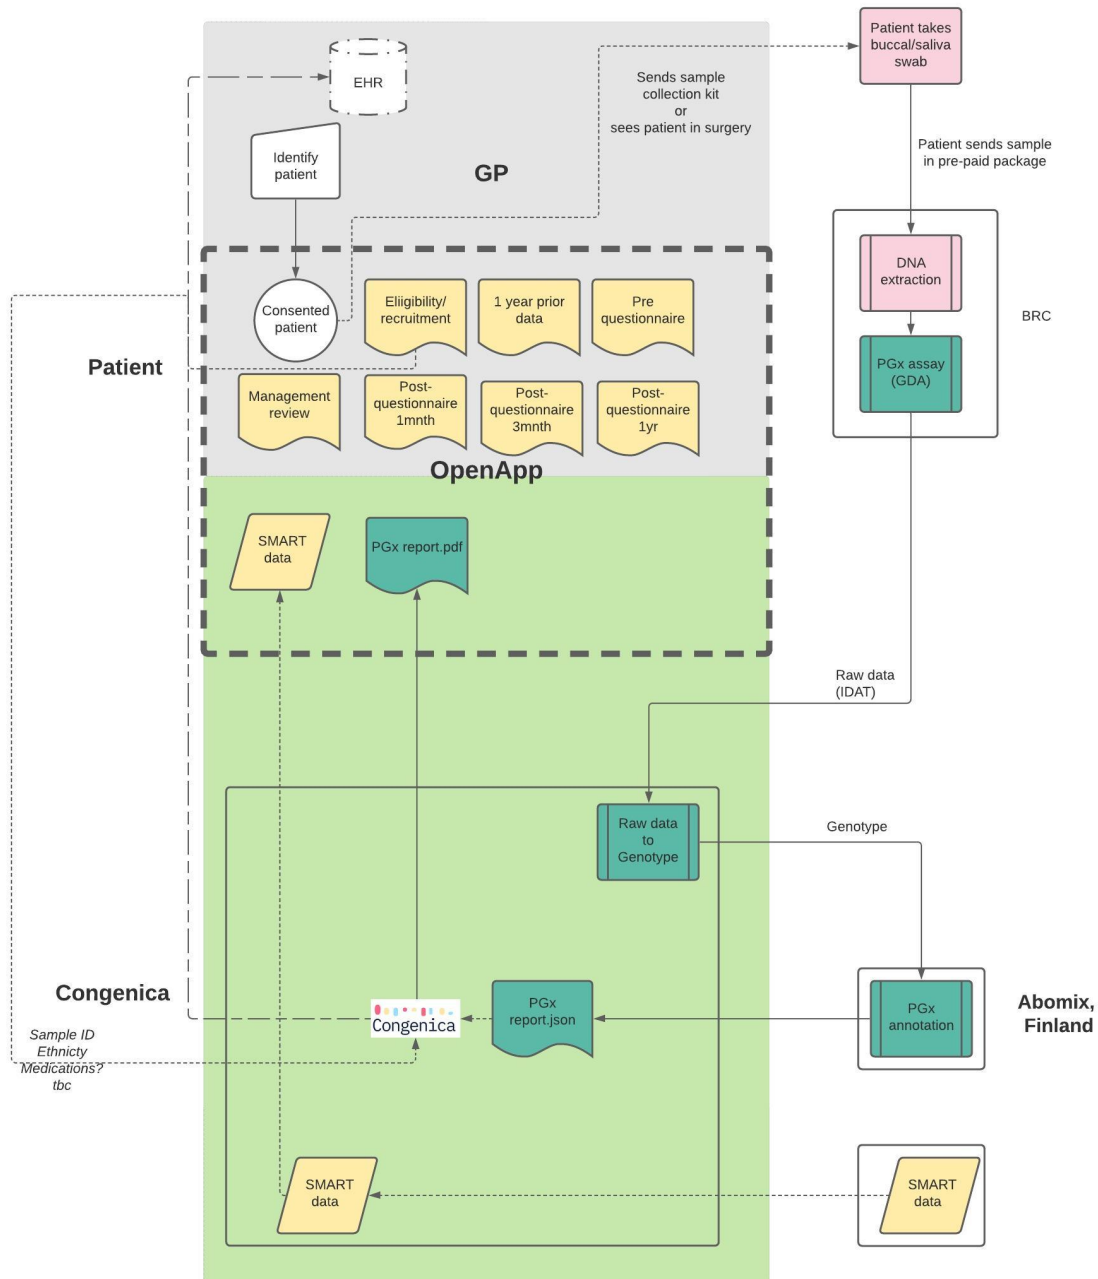 Patient takes
buccal/saliva
swab
EHR
Sends sample
collection kit
or
sees patient in surgery
Identify
patient
GP
Patient sends sample
in pre-paid package
DNA
extraction
BRC
PGx assay
(GDA)
Consented
patient
Eliigibility/
recruitment
1 year prior
data
Pre
questionnaire
Patient
Management
review
Post-
questionnaire
1mnth
Post-
questionnaire
3mnth
Post-
questionnaire
1yr
OpenApp
SMART
data
PGx report.pdf
Raw data
(IDAT)
Raw data
to
Genotype
Genotype
Congenica
Congenica
PGx
report.json
PGx
annotation
Abomix,
Finland
Sample ID
Ethnicty
Medications?
tbc
SMART
data
SMART
data